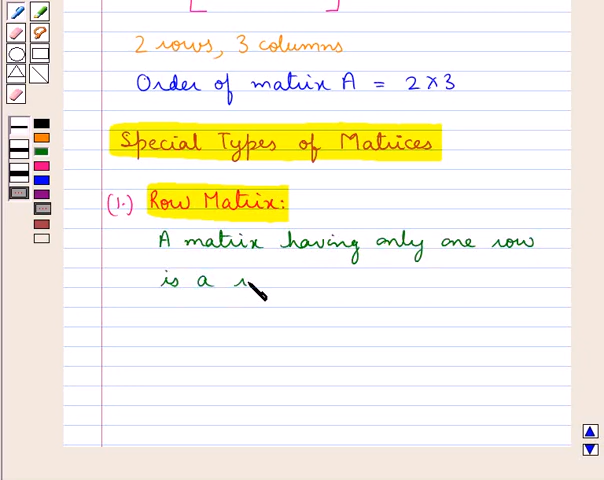 2 rows, 3 columns
Order of matrix A = 2×3
Special Types of Matrices
(1.) Row Matrix:
A matrix having only one row
is a